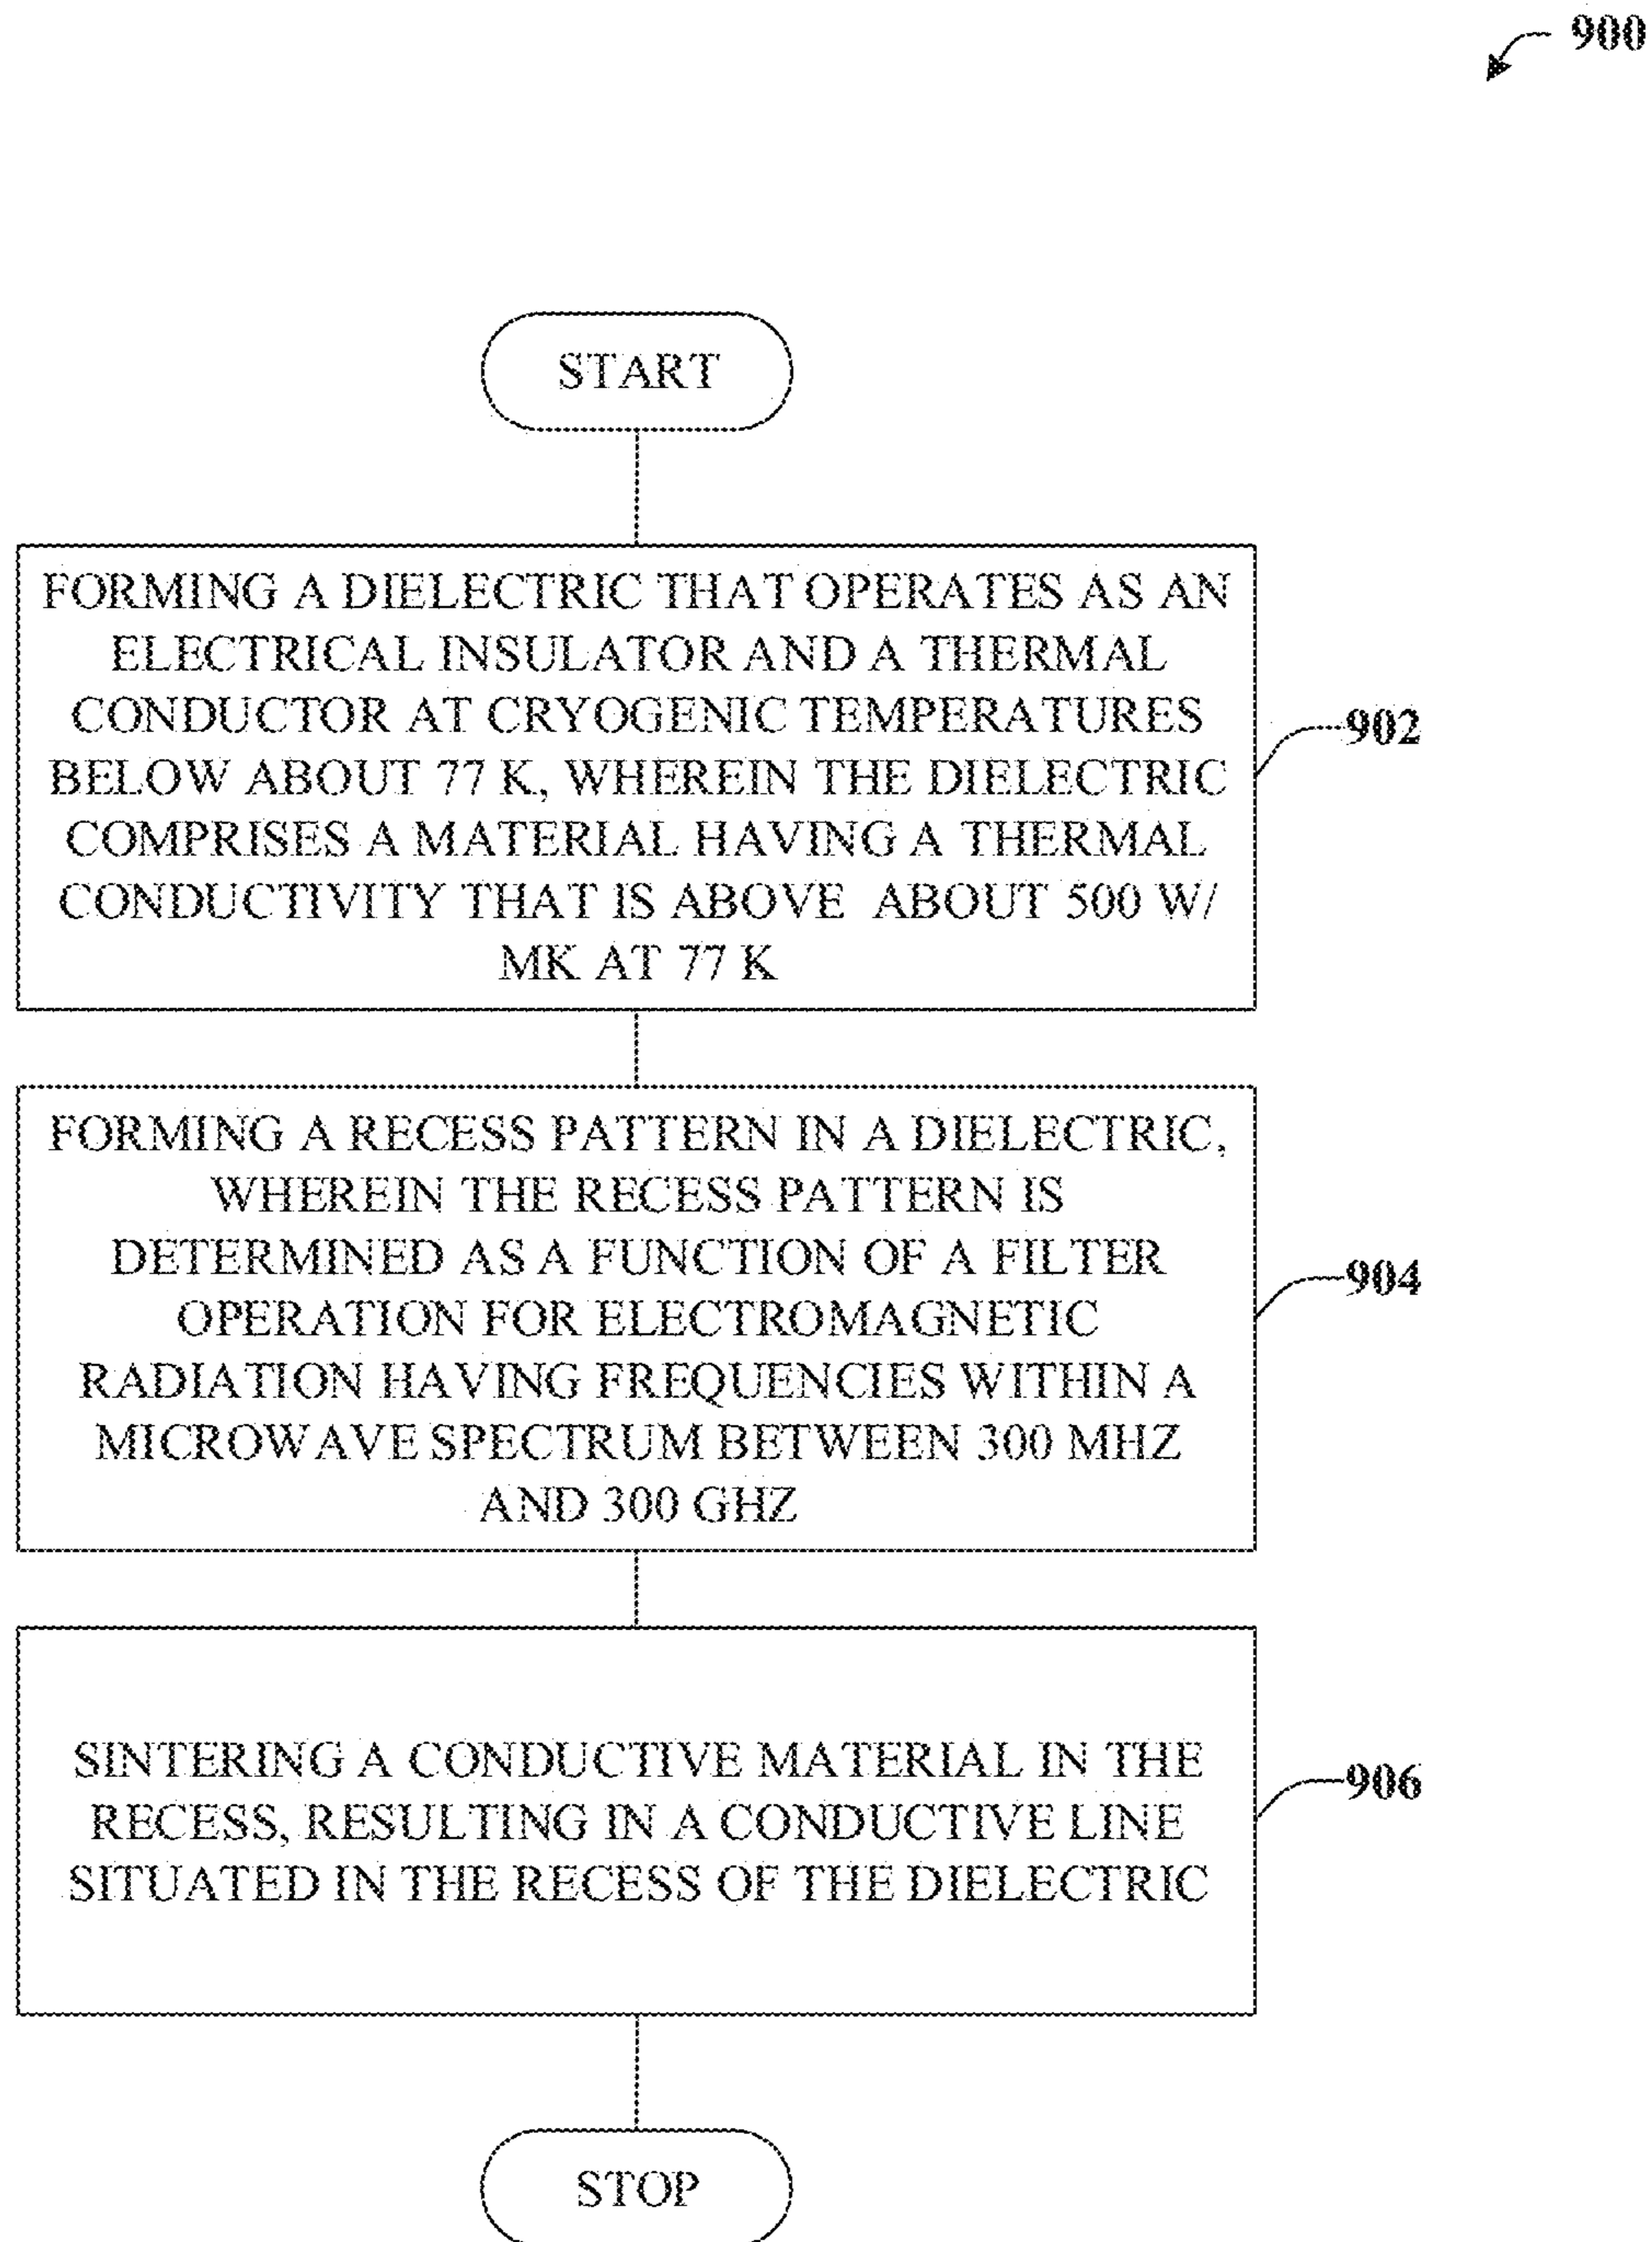 900
START
FORMING A DIELECTRIC THAT OPERATES AS AN
ELECTRICAL INSULATOR AND A THERMAL
CONDUCTOR AT CRYOGENIC TEMPERATURES
BELOW ABOUT 77 K, WHEREIN THE DIELECTRIC
COMPRISES A MATERIAL HAVING A THERMAL
CONDUCTIVITY THAT IS ABOVE ABOUT 500 W/
MK AT 77 K
902
FORMING A RECESS PATTERN IN A DIELECTRIC,
WHEREIN THE RECESS PATTERN IS
DETERMINED AS A FUNCTION OF A FILTER
OPERATION FOR ELECTROMAGNETIC
RADIATION HAVING FREQUENCIES WITHIN A
MICROWAVE SPECTRUM BETWEEN 300 MHZ
AND 300 GHZ
904
SINTERING A CONDUCTIVE MATERIAL IN THE
RECESS, RESULTING IN A CONDUCTIVE LINE
SITUATED IN THE RECESS OF THE DIELECTRIC
906
STOP